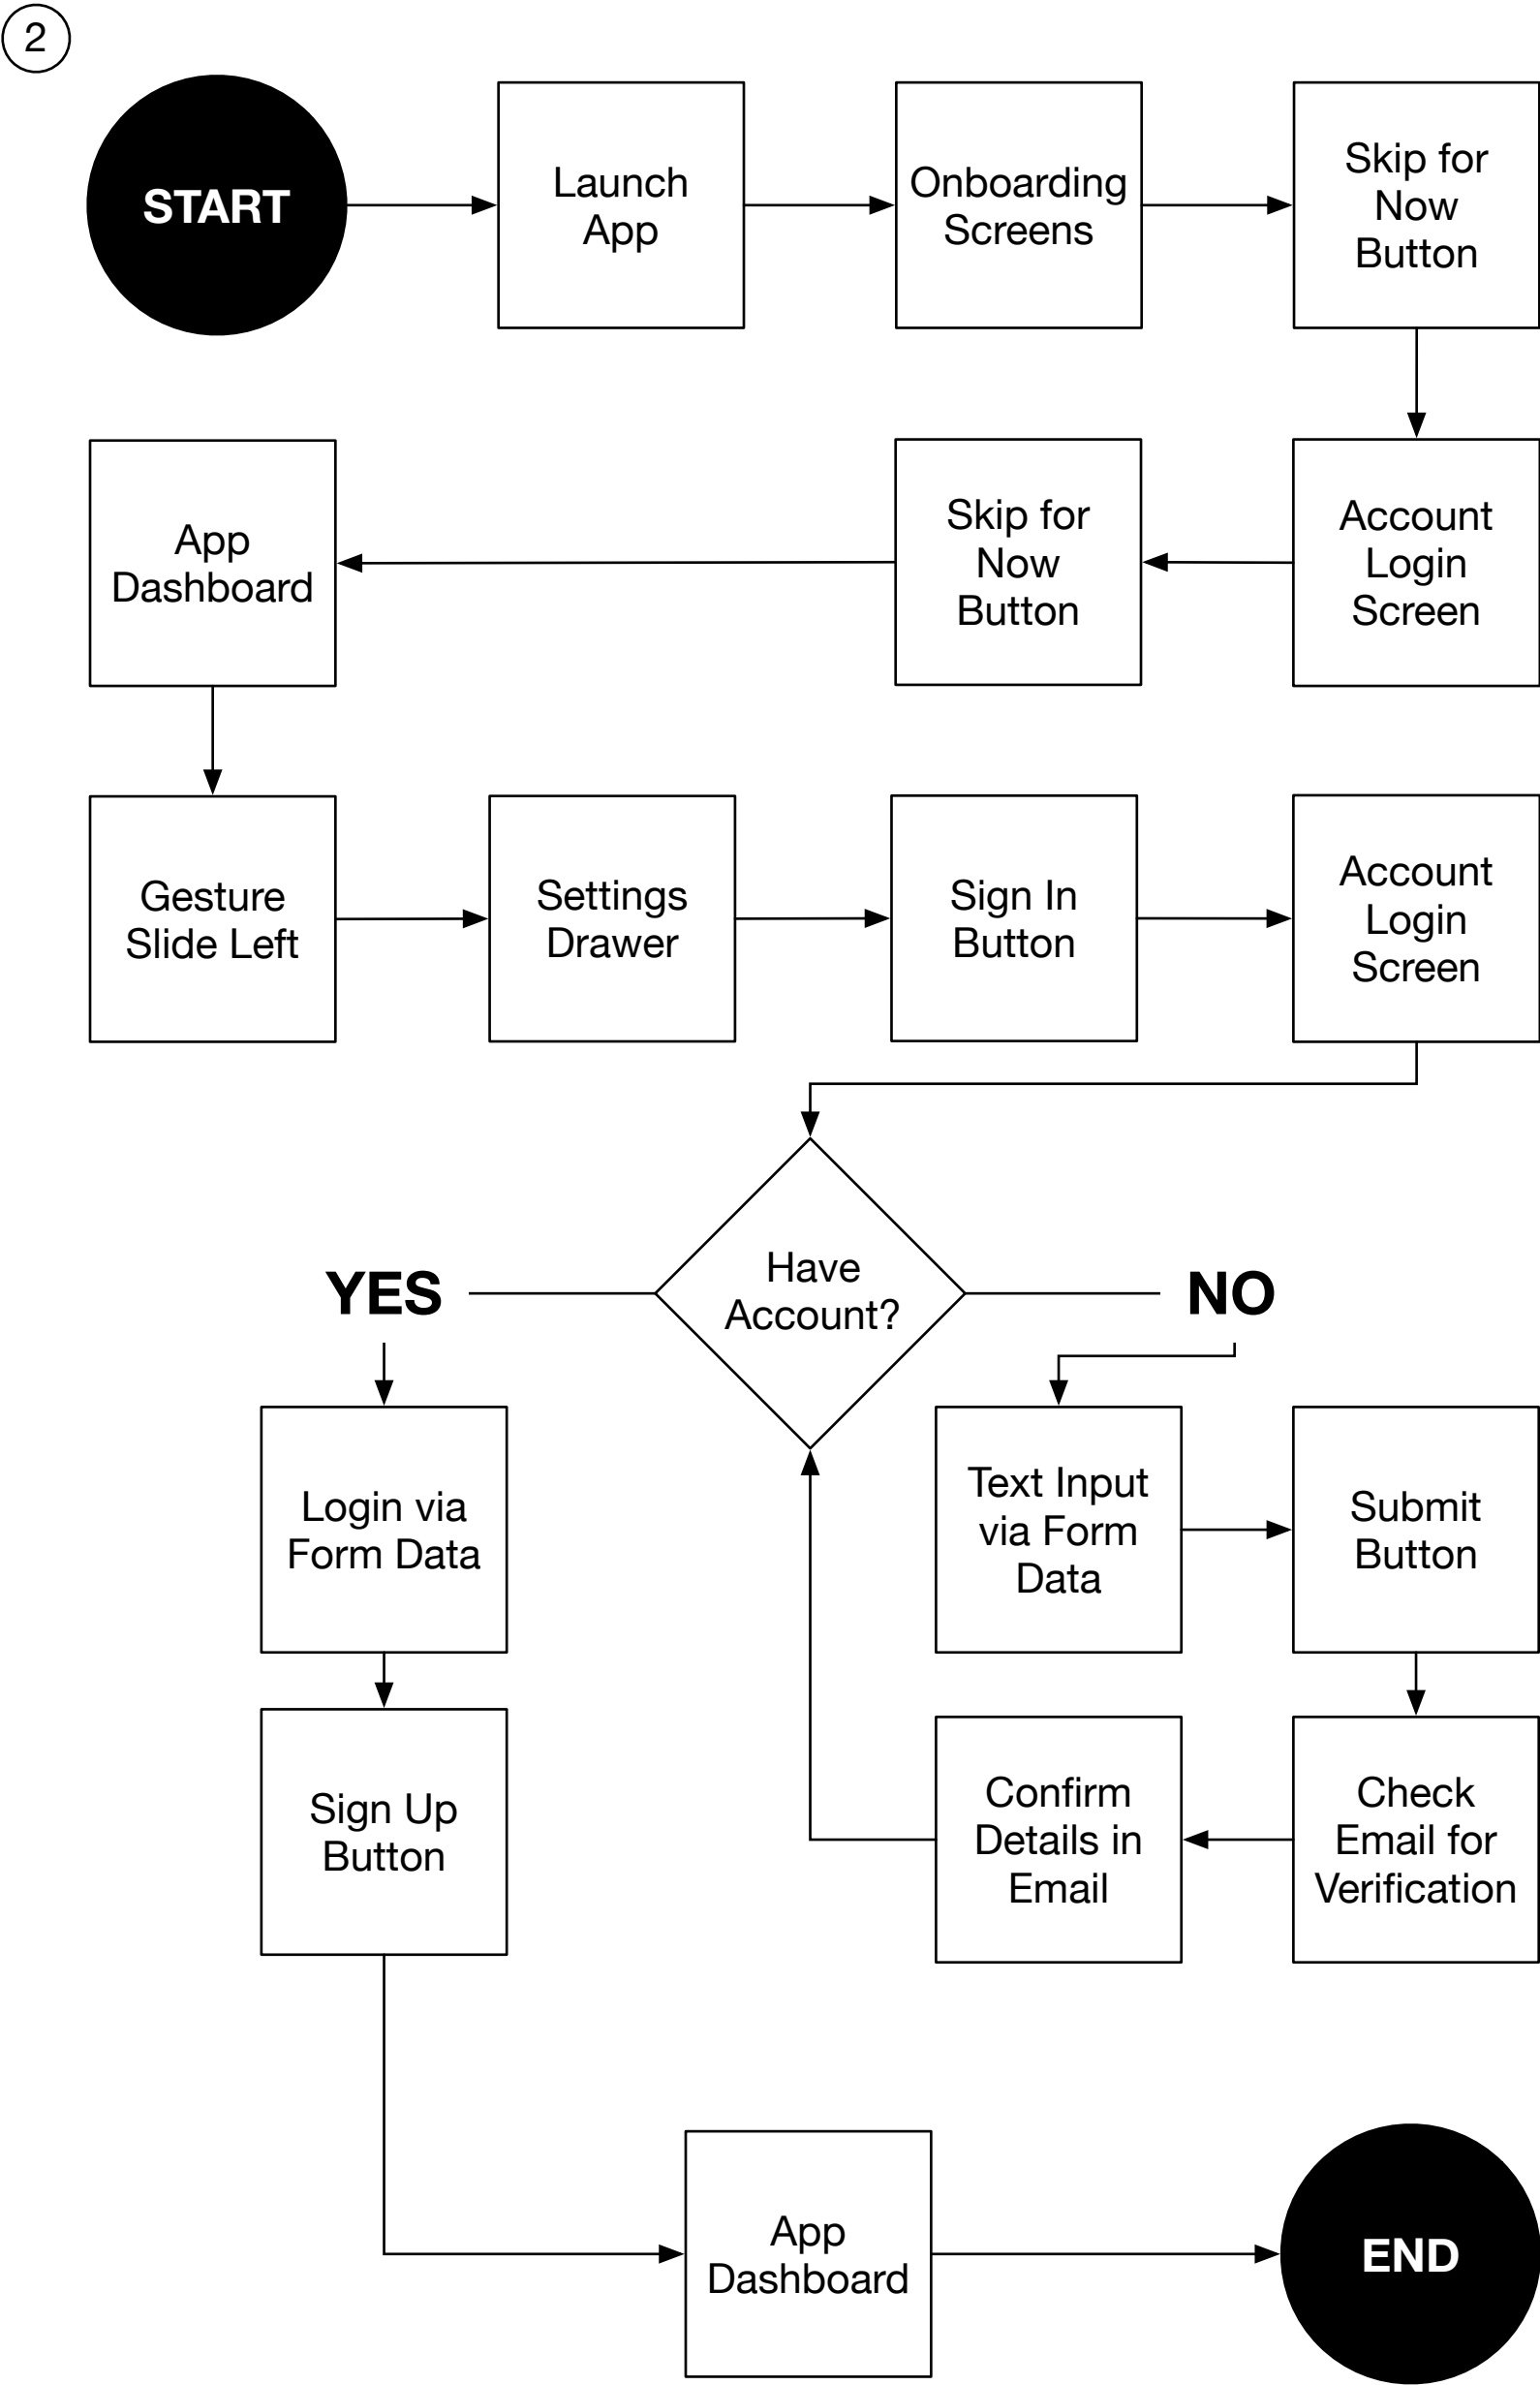 2
START
Launch
App
Onboarding
Screens
Skip for
Now
Button
App
Dashboard
Skip for
Now
Button
Account
Login
Screen
Gesture
Slide Left
Settings
Drawer
Sign In
Button
Account
Login
Screen
Have
Account?
YES
NO
Login via
Form Data
Text Input
via Form
Data
Submit
Button
Sign Up
Button
Confirm
Details in
Email
Check
Email for
Verification
App
Dashboard
END